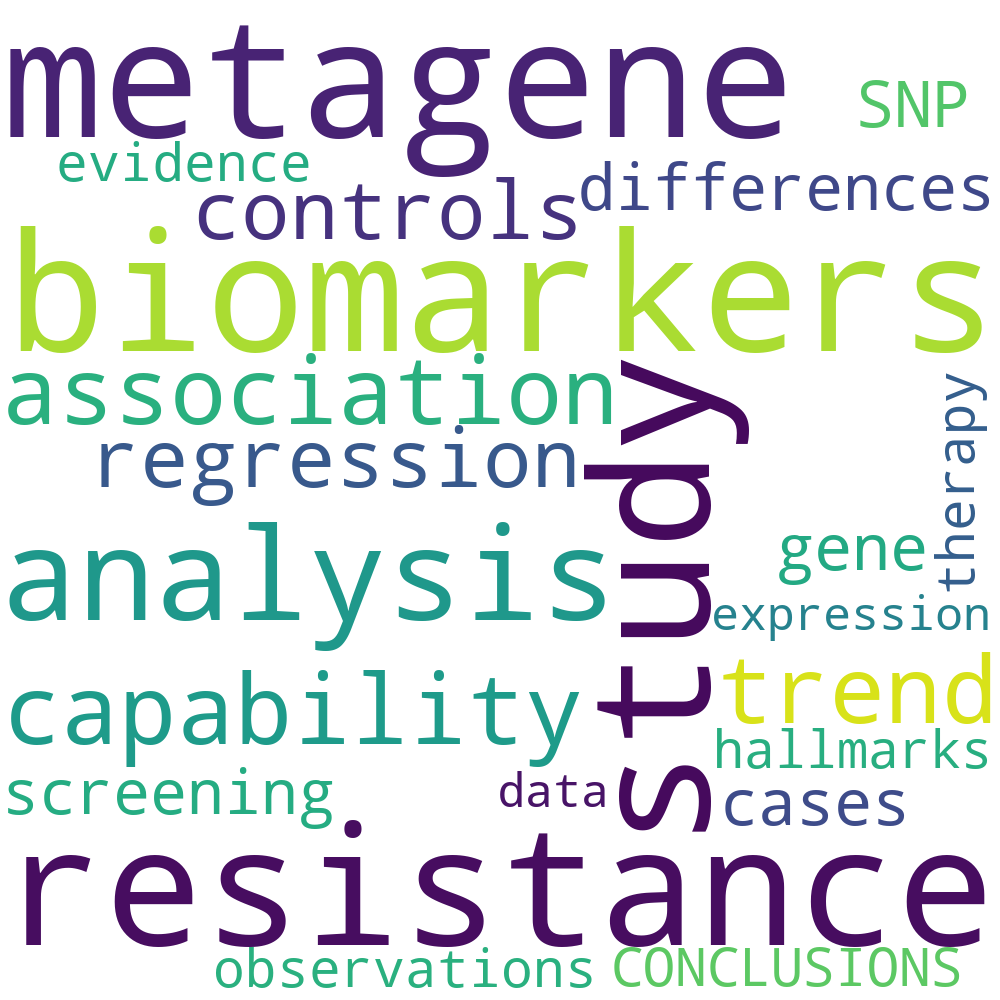 metagene
SNP
evidence
differences
controls
biomarkers
association
study
therapy
regression
analysis
gene
expression
capability
trend
hallmarks
screening
data
cases
resistance
observations
CONCLUSIONS